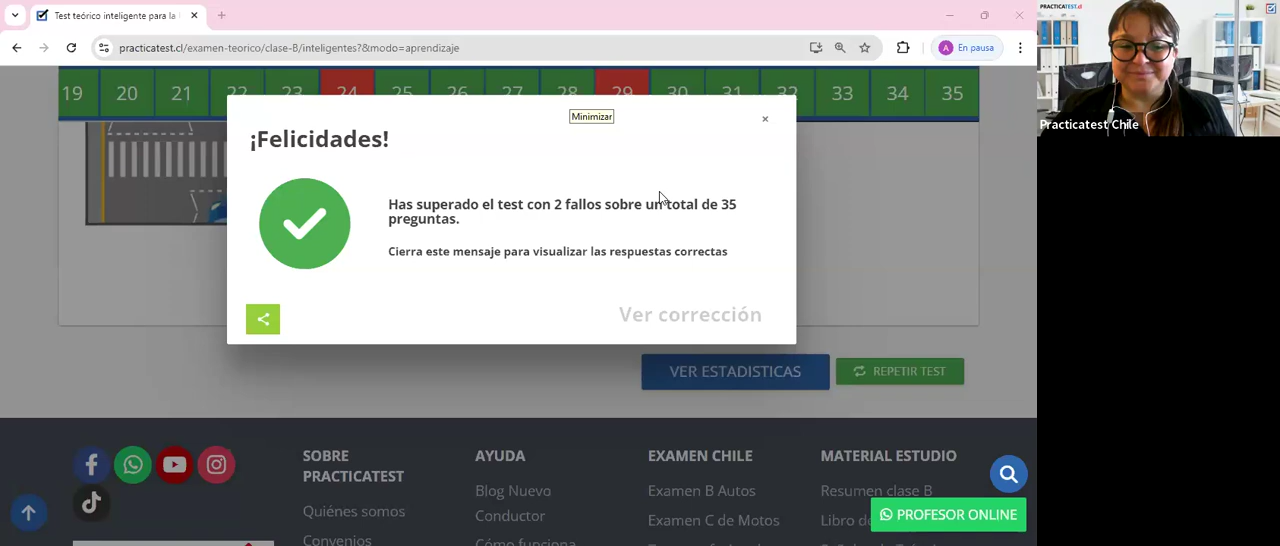 Test teórico inteligente para la
practicatest.cl/examen-teorico/clase-B/inteligentes?&modo=aprendizaje
En pausa
PRACTICATEST.CL
Practicatest Chile
19 20 21 22 23 24 25 26 27 28 29 30 31 32 33 34 35
Minimizar
×
¡Felicidades!
Has superado el test con 2 fallos sobre un total de 35
preguntas.
Cierra este mensaje para visualizar las respuestas correctas
Ver corrección
VER ESTADISTICAS
REPETIR TEST
SOBRE
PRACTICATEST
Quiénes somos
Convenios
AYUDA
Blog Nuevo
Conductor
Cómo funciona
EXAMEN CHILE
Examen B Autos
Examen C de Motos
MATERIAL ESTUDIO
Resumen clase B
PROFESOR ONLINE